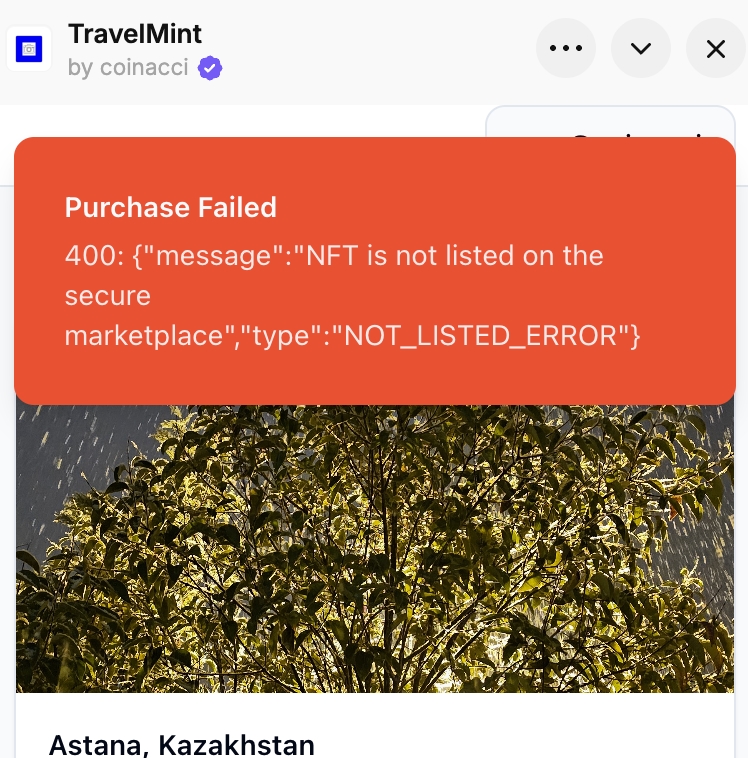 TravelMint
by coinacci
Purchase Failed
400: {"message":"NFT is not listed on the
secure
marketplace","type":"NOT_LISTED_ERROR"}
Astana, Kazakhstan